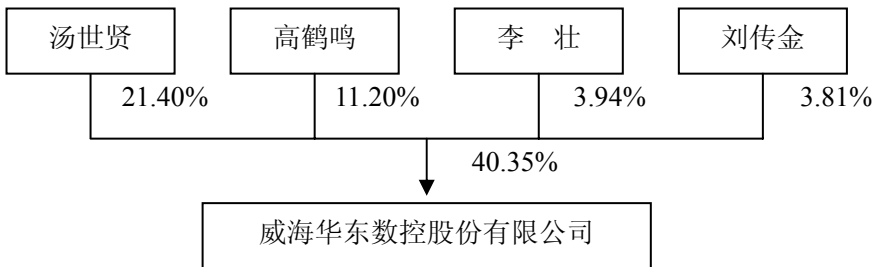 汤世贤 高鹤鸣 李 壮 刘传金
21.40% 11.20% 3.94% 3.81%
40.35%
威海华东数控股份有限公司